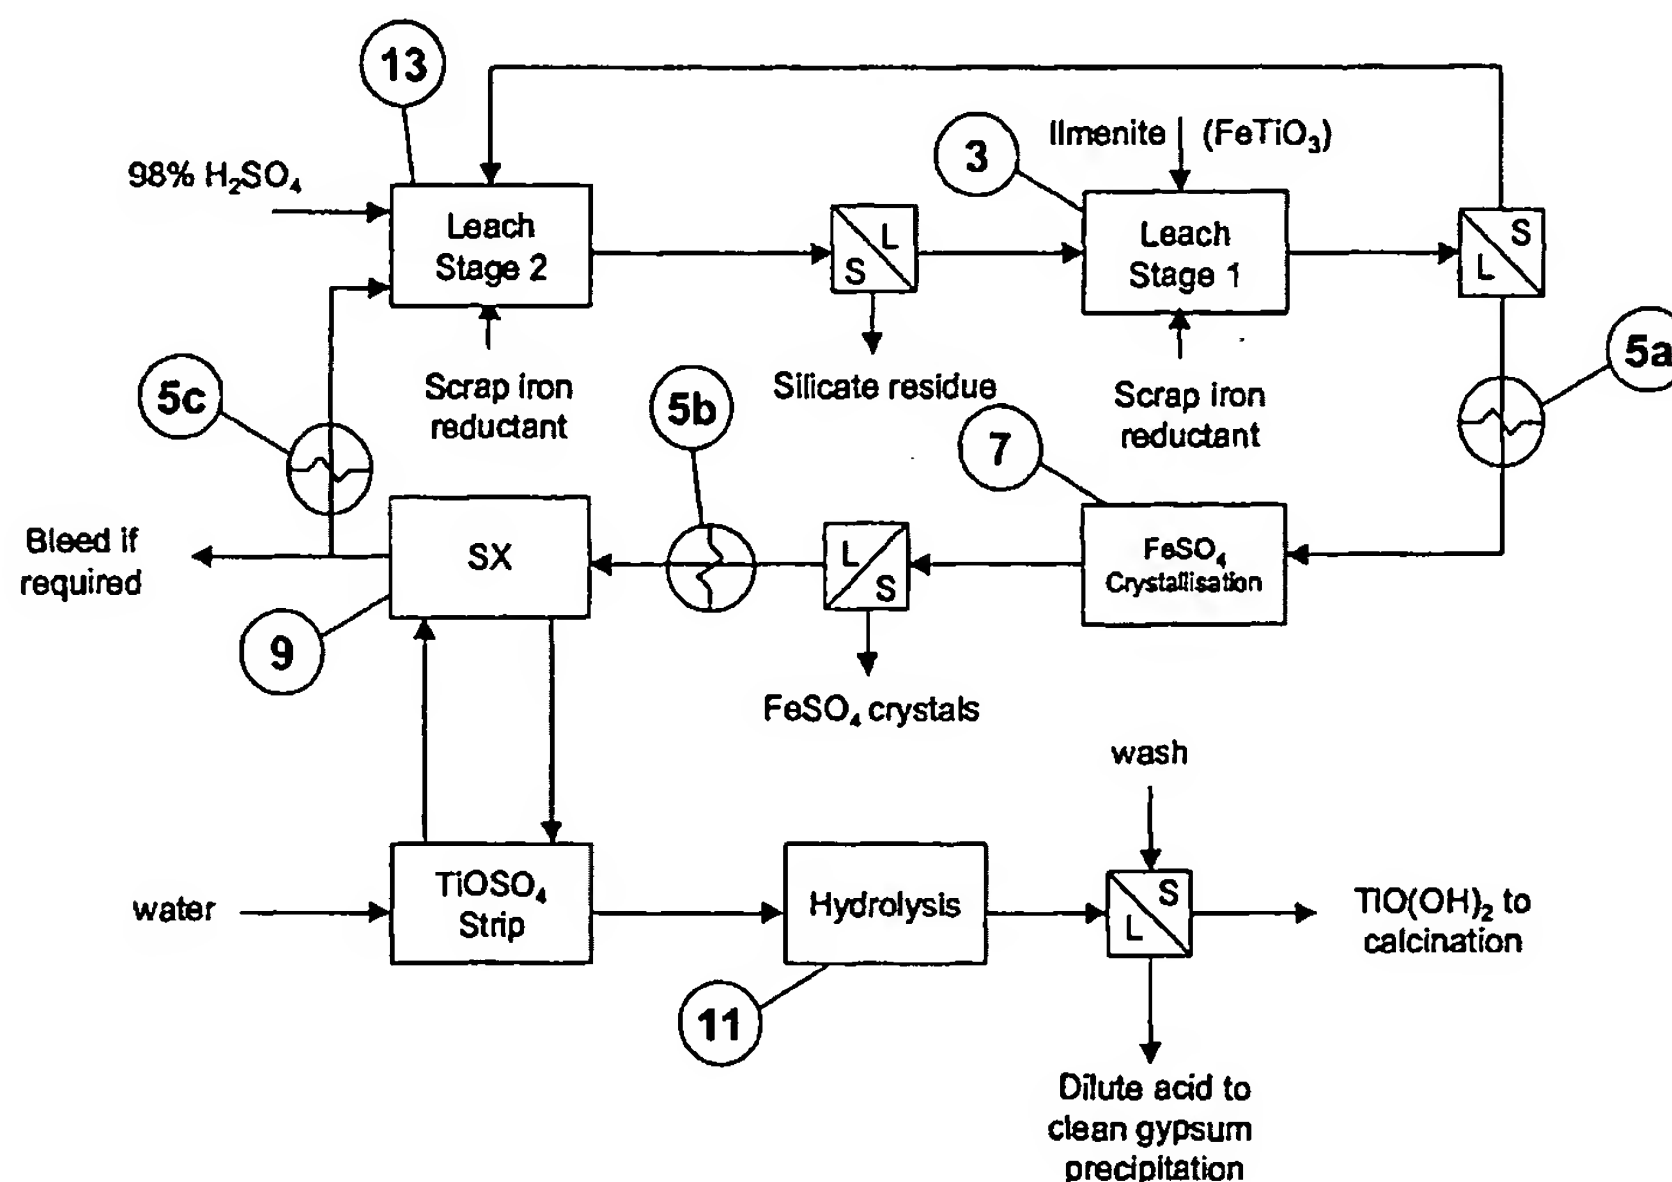 13
Ilmenite (FeTiO₃)
3
98% H₂SO₄
Leach
Stage 2
L
S
Leach
Stage 1
S
L
5a
5c
Scrap iron
reductant
Silicate residue
5b
Scrap iron
reductant
7
Bleed if
required
SX
L
S
FeSO₄
Crystallisation
9
FeSO₄ crystals
wash
water
TiOSO₄
Strip
Hydrolysis
S
L
TiO(OH)₂ to
calcination
11
Dilute acid to
clean gypsum
precipitation